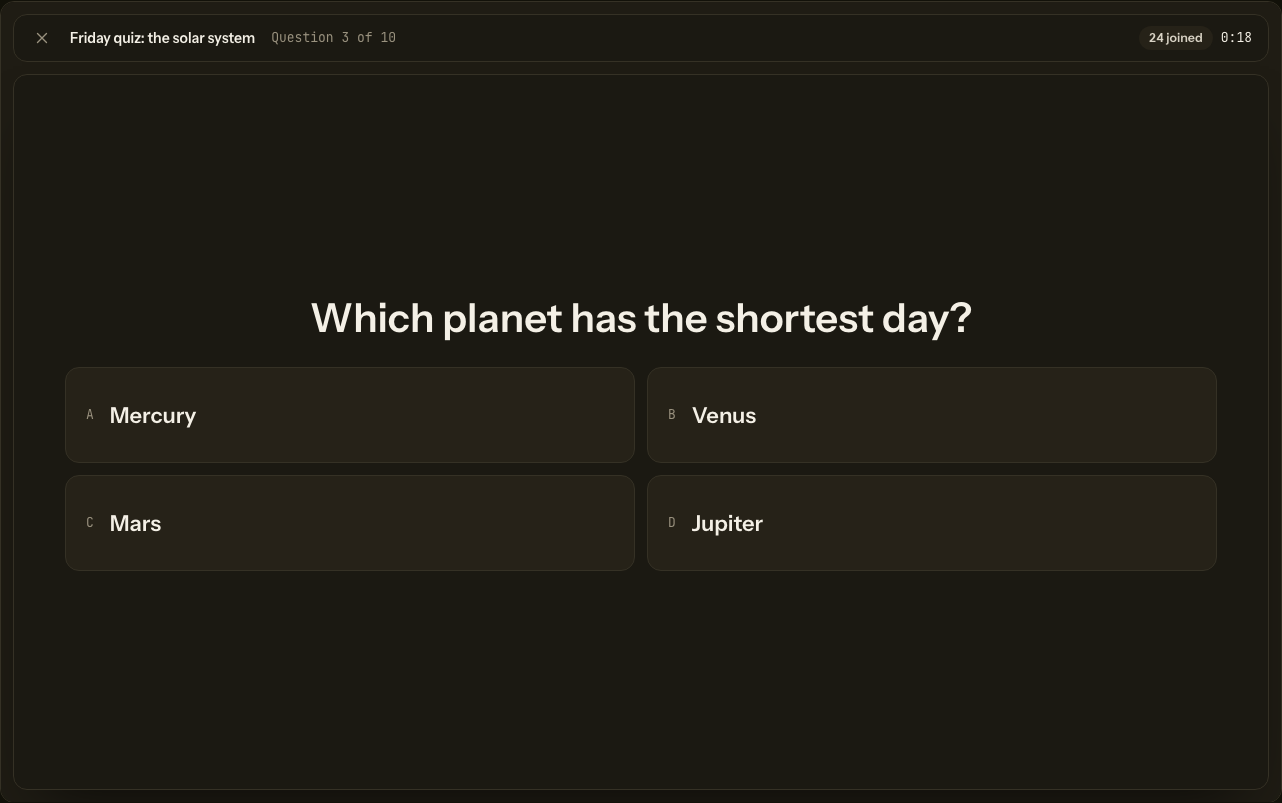 Friday quiz: the solar system Question 3 of 10 24 joined 0:18
Which planet has the shortest day?
A Mercury
B Venus
C Mars
D Jupiter